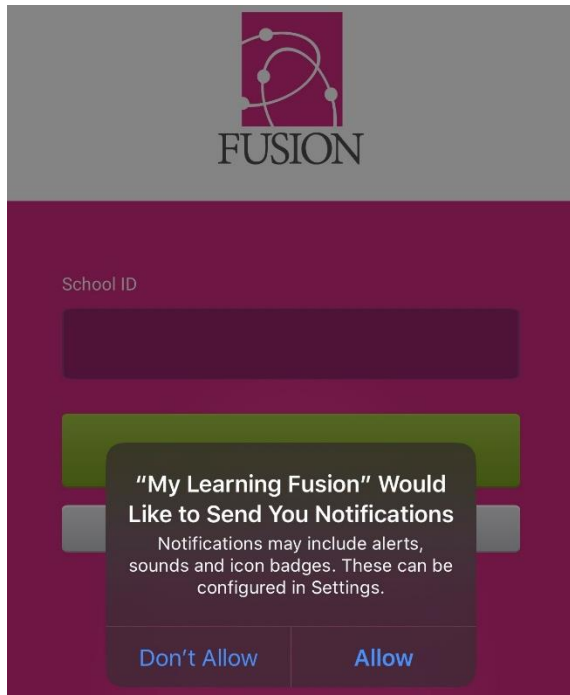 FUSION
School ID
“My Learning Fusion” Would
Like to Send You Notifications
Notifications may include alerts,
sounds and icon badges. These can be
configured in Settings.
Don’t Allow
Allow